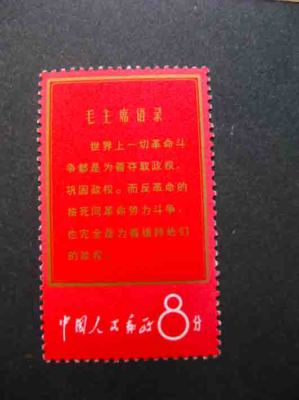 毛主席语录
世界上一切革命斗
争都是为着夺取政权,
巩固政权。而反革命的
拚死同革命势力斗争,
也完全是为着维持他们
的政权
中国人民邮政
8分